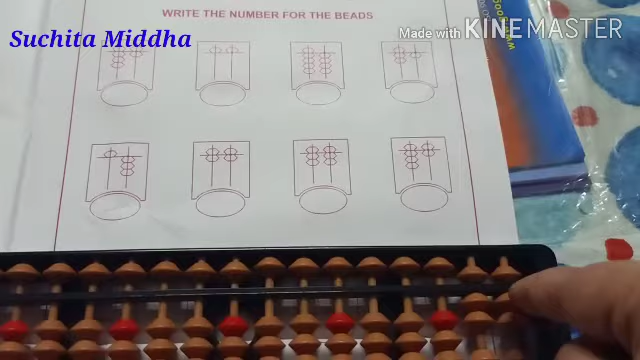 WRITE THE NUMBER FOR THE BEADS
Suchita Middha
Made with KINEMASTER